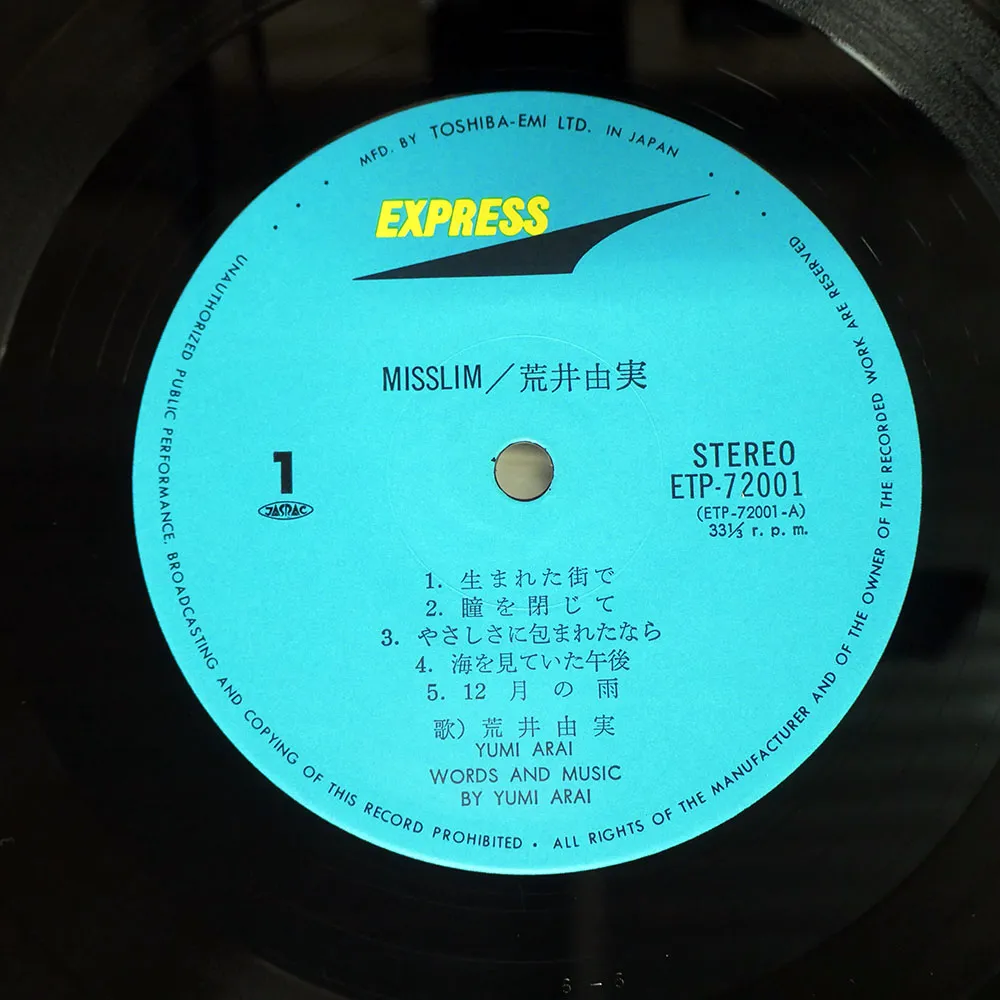 MFD. BY TOSHIBA-EMI LTD. IN JAPAN
EXPRESS
MISSLIM/荒井由実
1
JASRAC
STEREO
ETP-72001
(ETP-72001-A)
33⅓ r. p. m.
1. 生まれた街で
2. 瞳を閉じて
3. やさしさに包まれたなら
4. 海を見ていた午後
5. 12月の雨
歌) 荒井由実
YUMI ARAI
WORDS AND MUSIC
BY YUMI ARAI
UNAUTHORIZED PUBLIC PERFORMANCE, BROADCASTING AND COPYING OF THIS RECORD PROHIBITED • ALL RIGHTS OF THE MANUFACTURER AND OF THE OWNER OF THE RECORDED WORK ARE RESERVED
6-6